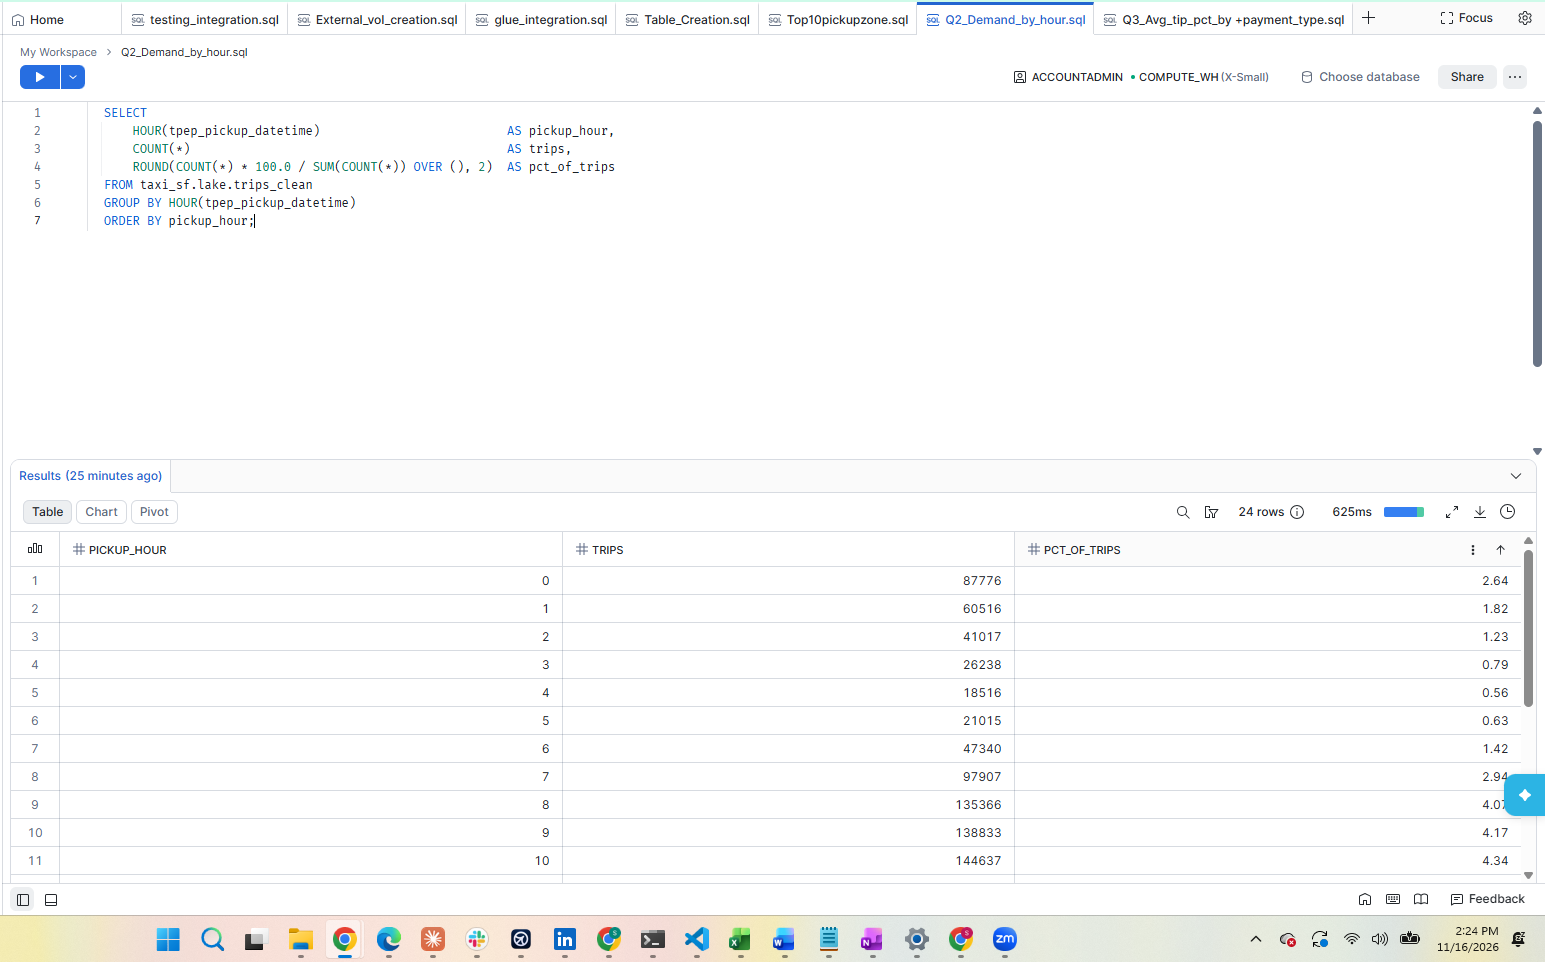 Home testing_integration.sql External_vol_creation.sql glue_integration.sql Table_Creation.sql Top10pickupzone.sql Q2_Demand_by_hour.sql Q3_Avg_tip_pct_by +payment_type.sql Focus
My Workspace > Q2_Demand_by_hour.sql
ACCOUNTADMIN • COMPUTE_WH (X-Small) Choose database Share ...
1 SELECT
2 HOUR(tpep_pickup_datetime) AS pickup_hour,
3 COUNT(*) AS trips,
4 ROUND(COUNT(*) * 100.0 / SUM(COUNT(*)) OVER (), 2) AS pct_of_trips
5 FROM taxi_sf.lake.trips_clean
6 GROUP BY HOUR(tpep_pickup_datetime)
7 ORDER BY pickup_hour;
Results (25 minutes ago)
Table Chart Pivot 24 rows 625ms
PICKUP_HOUR TRIPS PCT_OF_TRIPS
1 0 87776 2.64
2 1 60516 1.82
3 2 41017 1.23
4 3 26238 0.79
5 4 18516 0.56
6 5 21015 0.63
7 6 47340 1.42
8 7 97907 2.94
9 8 135366 4.07
10 9 138833 4.17
11 10 144637 4.34
Feedback
2:24 PM
11/16/2026